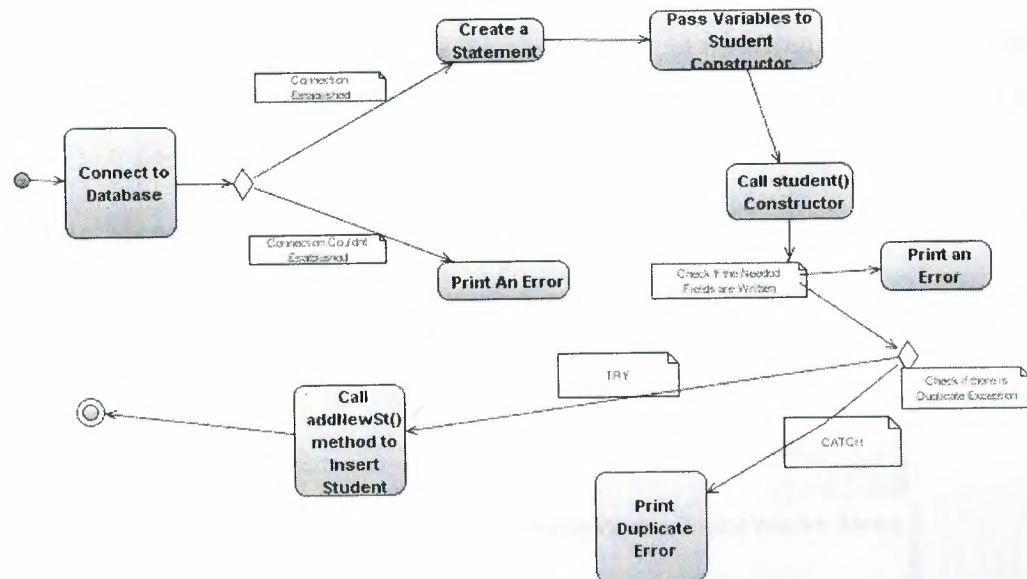 Create a
Statement
Pass Variables to
Student
Constructor
Connection
Established
Connect to
Database
Call student()
Constructor
Connection Couldnt
Established
Print An Error
Check If the Needed
Fields are Written
Print an
Error
TRY
Check if there is
Duplicate Exception
Call
addNewSt()
method to
Insert
Student
CATCH
Print
Duplicate
Error